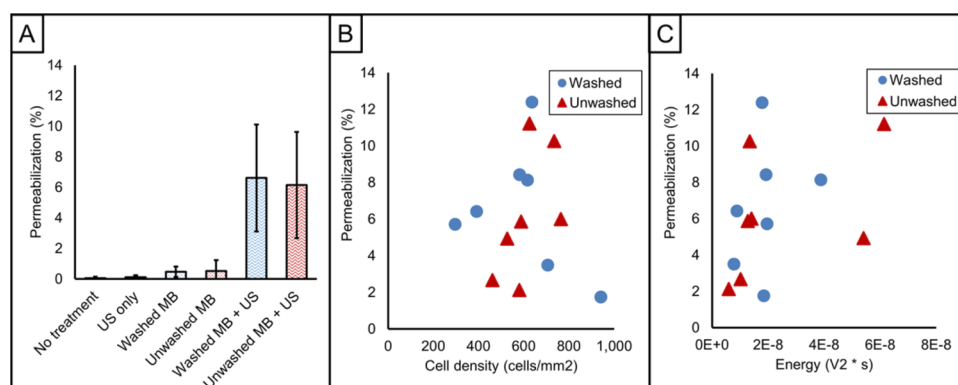 A
Permeabilization (%)
14
12
10
8
6
4
2
0
No treatment
US only
Washed MB
Unwashed MB
Washed MB + US
Unwashed MB + US
B
Permeabilization (%)
14
12
10
8
6
4
2
0
Washed
Unwashed
0 200 400 600 800 1,000
Cell density (cells/mm2)
C
Permeabilization (%)
14
12
10
8
6
4
2
0
Washed
Unwashed
0E+0 2E-8 4E-8 6E-8 8E-8
Energy (V2 * s)